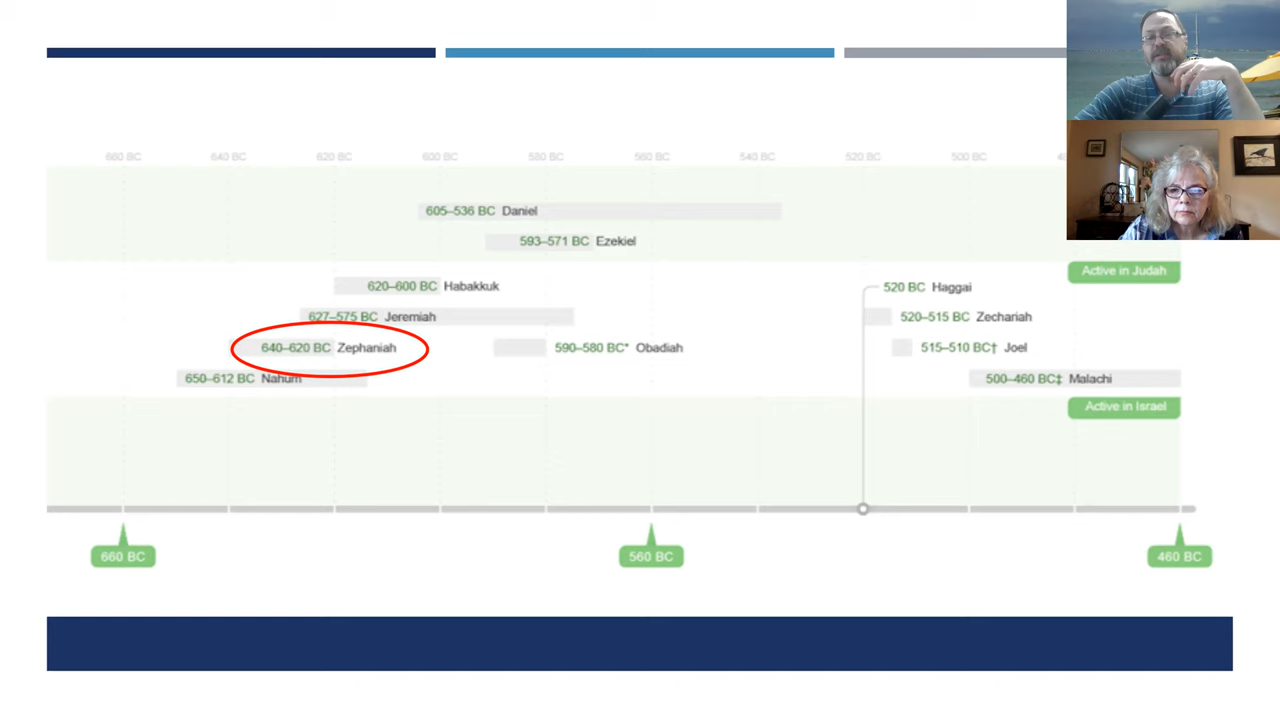 660 BC 640 BC 620 BC 600 BC 580 BC 560 BC 540 BC 520 BC 500 BC
605–536 BC Daniel
593–571 BC Ezekiel
Active in Judah
620–600 BC Habakkuk
520 BC Haggai
627–575 BC Jeremiah
520–515 BC Zechariah
640–620 BC Zephaniah
590–580 BC* Obadiah
515–510 BC† Joel
650–612 BC Nahum
500–460 BC‡ Malachi
Active in Israel
660 BC 560 BC 460 BC